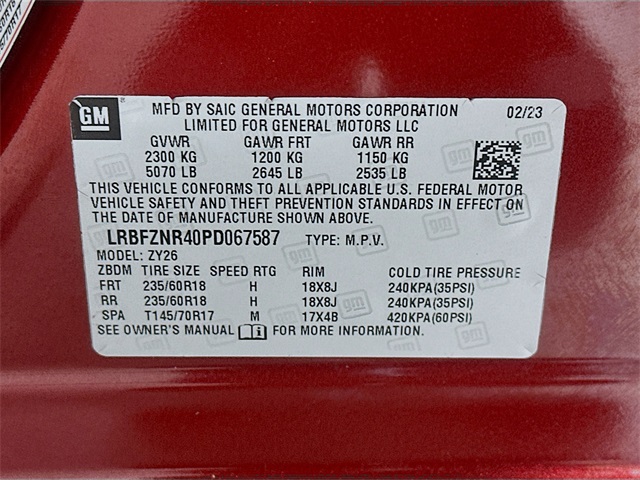 GM
MFD BY SAIC GENERAL MOTORS CORPORATION 02/23
LIMITED FOR GENERAL MOTORS LLC
GVWR GAWR FRT GAWR RR
2300 KG 1200 KG 1150 KG
5070 LB 2645 LB 2535 LB
THIS VEHICLE CONFORMS TO ALL APPLICABLE U.S. FEDERAL MOTOR
VEHICLE SAFETY AND THEFT PREVENTION STANDARDS IN EFFECT ON
THE DATE OF MANUFACTURE SHOWN ABOVE.
LRBFZNR40PD067587 TYPE: M.P.V.
MODEL: ZY26
ZBDM TIRE SIZE SPEED RTG RIM COLD TIRE PRESSURE
FRT 235/60R18 H 18X8J 240KPA(35PSI)
RR 235/60R18 H 18X8J 240KPA(35PSI)
SPA T145/70R17 M 17X4B 420KPA(60PSI)
SEE OWNER'S MANUAL FOR MORE INFORMATION.